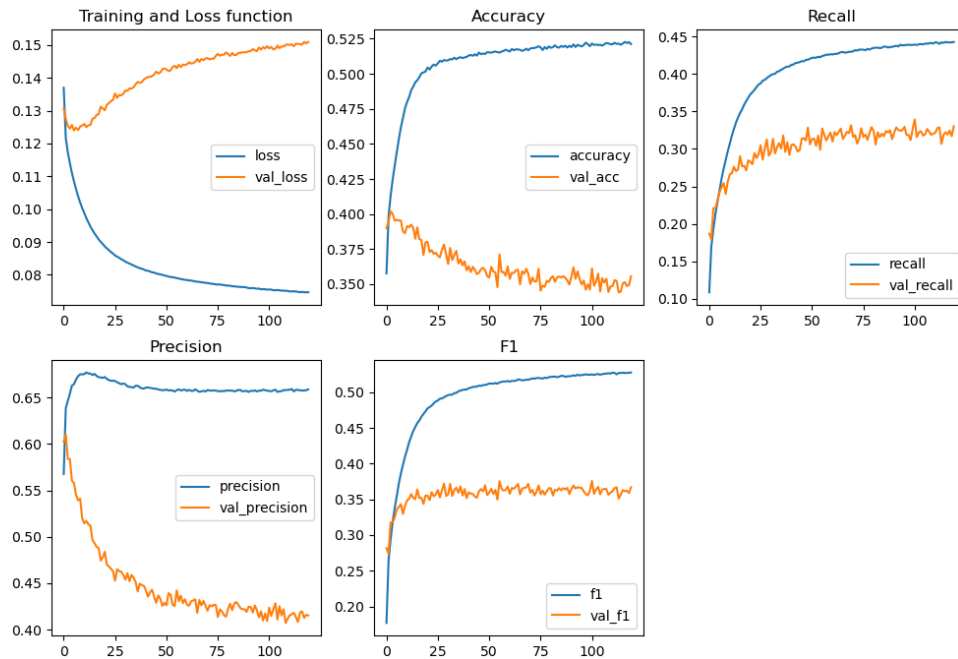 Training and Loss function
0.15
0.14
0.13
0.12
0.11
0.10
0.09
0.08
loss
val_loss
0 25 50 75 100
Accuracy
0.525
0.500
0.475
0.450
0.425
0.400
0.375
0.350
accuracy
val_acc
0 25 50 75 100
Recall
0.45
0.40
0.35
0.30
0.25
0.20
0.15
0.10
recall
val_recall
0 25 50 75 100
Precision
0.65
0.60
0.55
0.50
0.45
0.40
precision
val_precision
0 25 50 75 100
F1
0.50
0.45
0.40
0.35
0.30
0.25
0.20
f1
val_f1
0 25 50 75 100